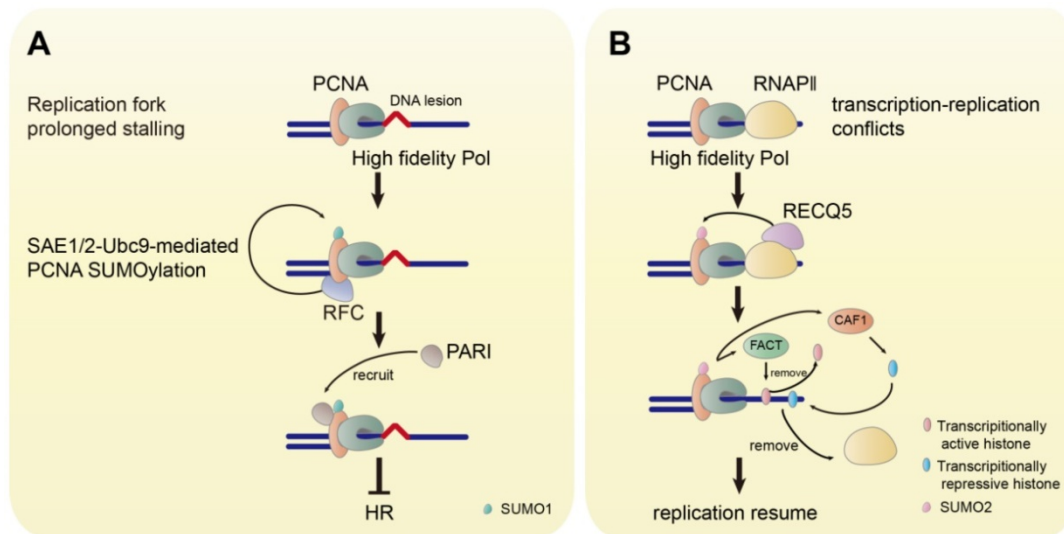 A
Replication fork
prolonged stalling
PCNA
DNA lesion
High fidelity Pol
SAE1/2-Ubc9-mediated
PCNA SUMOylation
RFC
PARI
recruit
HR
SUMO1
B
PCNA
RNAPⅡ
transcription-replication
conflicts
High fidelity Pol
RECQ5
CAF1
FACT
remove
remove
Transcripitionally
active histone
Transcripitionally
repressive histone
SUMO2
replication resume